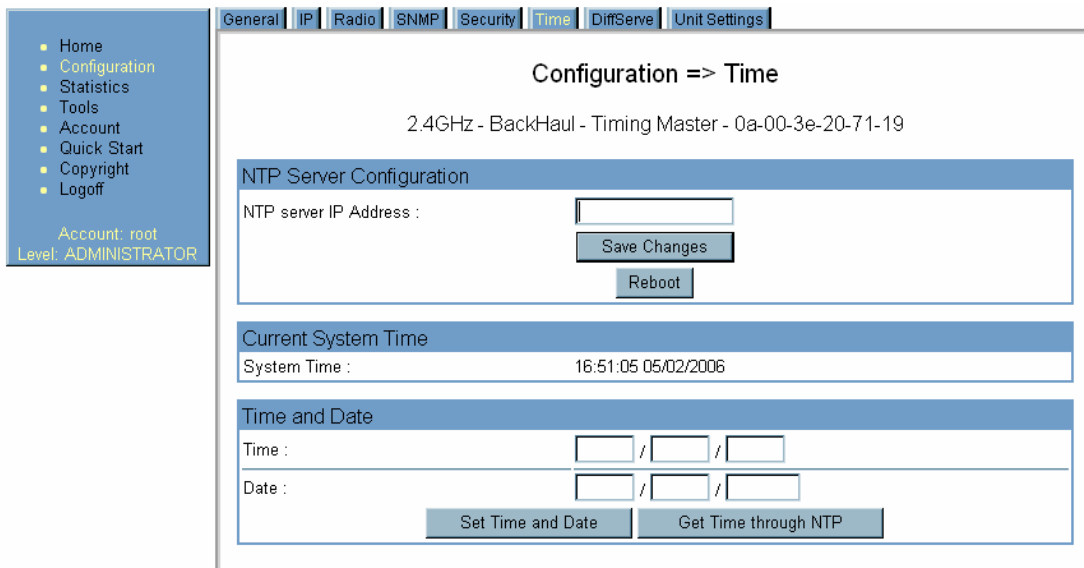 General IP Radio SNMP Security Time DiffServe Unit Settings
Home
Configuration
Statistics
Tools
Account
Quick Start
Copyright
Logoff
Account: root
Level: ADMINISTRATOR
Configuration => Time
2.4GHz - BackHaul - Timing Master - 0a-00-3e-20-71-19
NTP Server Configuration
NTP server IP Address :
Save Changes
Reboot
Current System Time
System Time : 16:51:05 05/02/2006
Time and Date
Time : / /
Date : / /
Set Time and Date Get Time through NTP